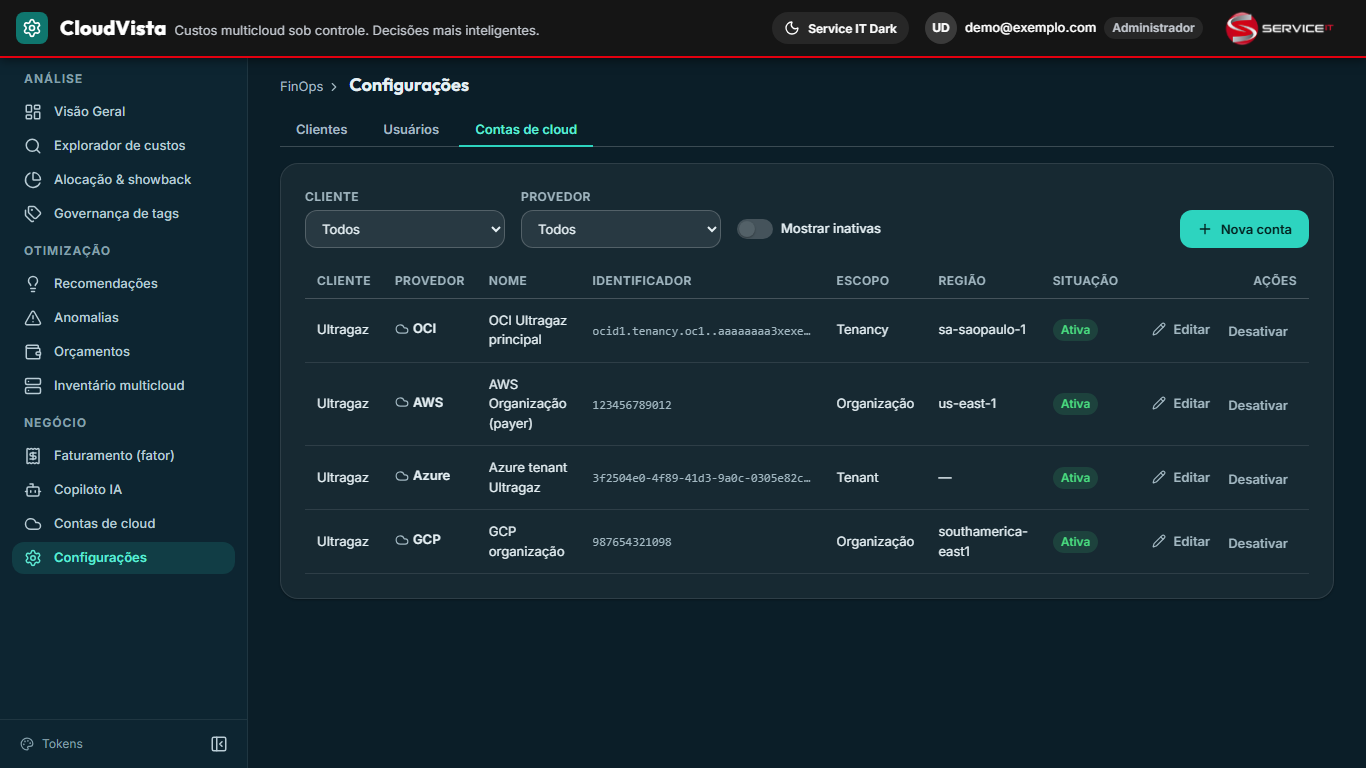 CloudVista Custos multicloud sob controle. Decisões mais inteligentes.
Service IT Dark
UD demo@exemplo.com Administrador
SERVICE IT
ANÁLISE
Visão Geral
Explorador de custos
Alocação & showback
Governança de tags
OTIMIZAÇÃO
Recomendações
Anomalias
Orçamentos
Inventário multicloud
NEGÓCIO
Faturamento (fator)
Copiloto IA
Contas de cloud
Configurações
Tokens
FinOps > Configurações
Clientes Usuários Contas de cloud
CLIENTE PROVEDOR
Todos Todos Mostrar inativas + Nova conta
CLIENTE PROVEDOR NOME IDENTIFICADOR ESCOPO REGIÃO SITUAÇÃO AÇÕES
Ultragaz OCI OCI Ultragaz principal ocid1.tenancy.oc1..aaaaaaaa3xexe… Tenancy sa-saopaulo-1 Ativa Editar Desativar
Ultragaz AWS AWS Organização (payer) 123456789012 Organização us-east-1 Ativa Editar Desativar
Ultragaz Azure Azure tenant Ultragaz 3f2504e0-4f89-41d3-9a0c-0305e82c… Tenant — Ativa Editar Desativar
Ultragaz GCP GCP organização 987654321098 Organização southamerica-east1 Ativa Editar Desativar